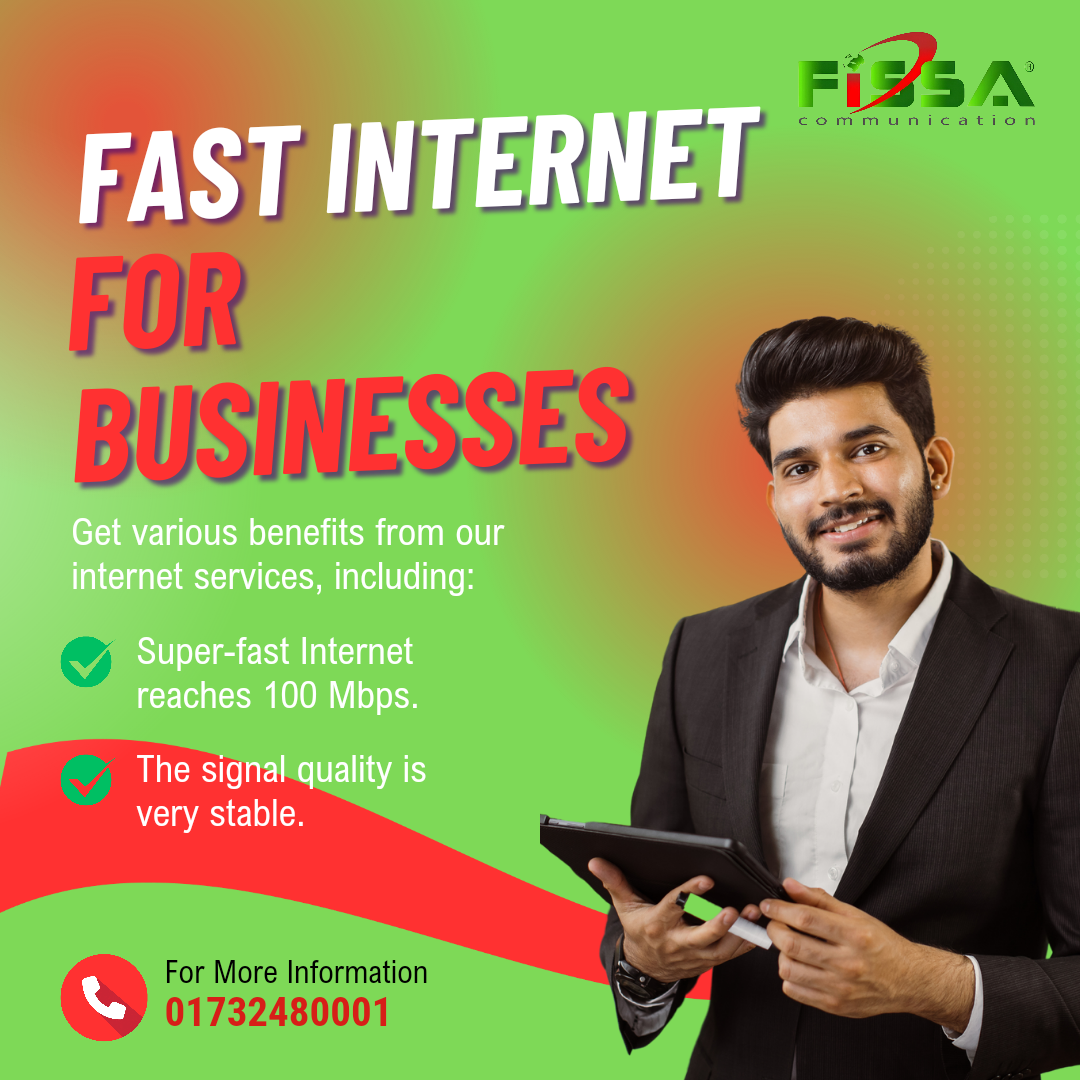 FiSSA®
communication
FAST INTERNET
FOR
BUSINESSES
Get various benefits from our
internet services, including:
Super-fast Internet
reaches 100 Mbps.
The signal quality is
very stable.
For More Information
01732480001